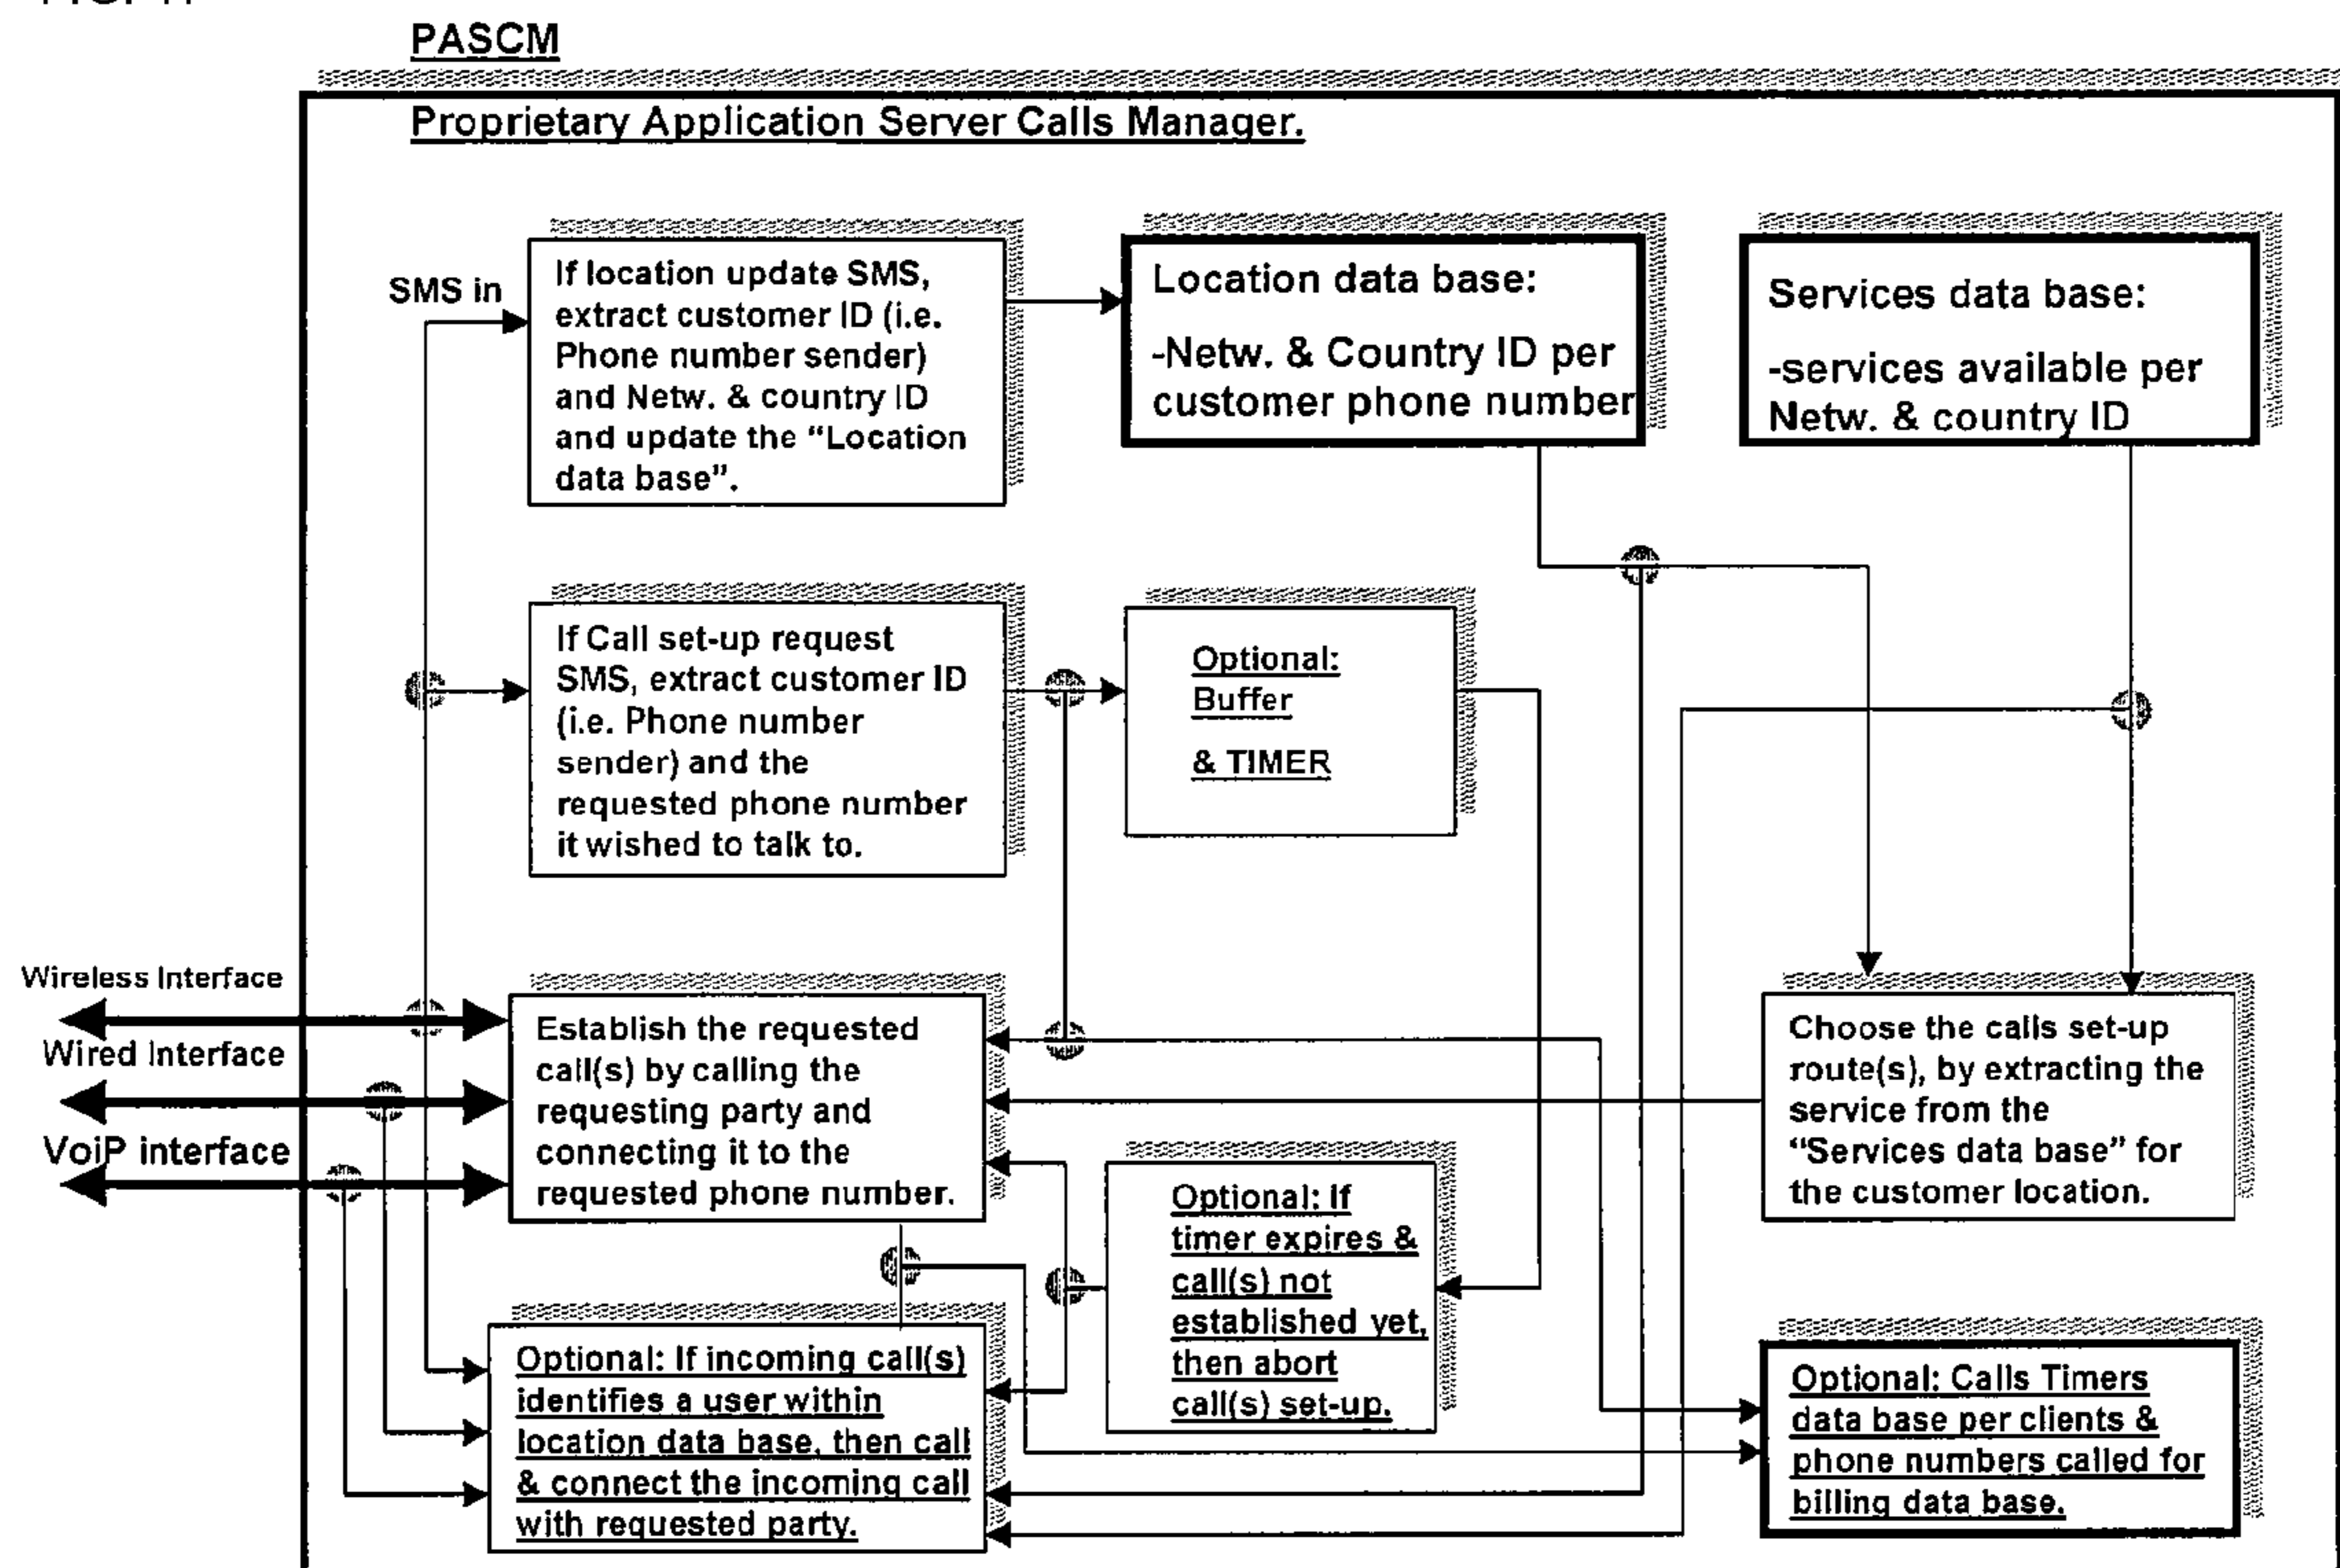 PASCM
Proprietary Application Server Calls Manager.
SMS in
If location update SMS,
extract customer ID (i.e.
Phone number sender)
and Netw. & country ID
and update the “Location
data base”.
Location data base:
-Netw. & Country ID per
customer phone number
Services data base:
-services available per
Netw. & country ID
If Call set-up request
SMS, extract customer ID
(i.e. Phone number
sender) and the
requested phone number
it wished to talk to.
Optional:
Buffer
& TIMER
Wireless Interface
Wired Interface
VoiP interface
Establish the requested
call(s) by calling the
requesting party and
connecting it to the
requested phone number.
Choose the calls set-up
route(s), by extracting the
service from the
“Services data base” for
the customer location.
Optional: If
timer expires &
call(s) not
established yet,
then abort
call(s) set-up.
Optional: If incoming call(s)
identifies a user within
location data base, then call
& connect the incoming call
with requested party.
Optional: Calls Timers
data base per clients &
phone numbers called for
billing data base.